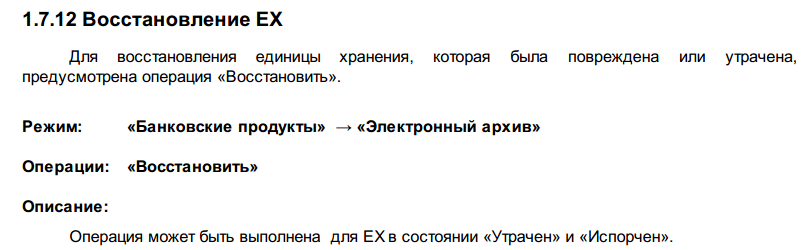 1.7.12 Восстановление ЕХ
Для восстановления единицы хранения, которая была повреждена или утрачена,
предусмотрена операция «Восстановить».
Режим: «Банковские продукты» → «Электронный архив»
Операции: «Восстановить»
Описание:
Операция может быть выполнена для ЕХ в состоянии «Утрачен» и «Испорчен».